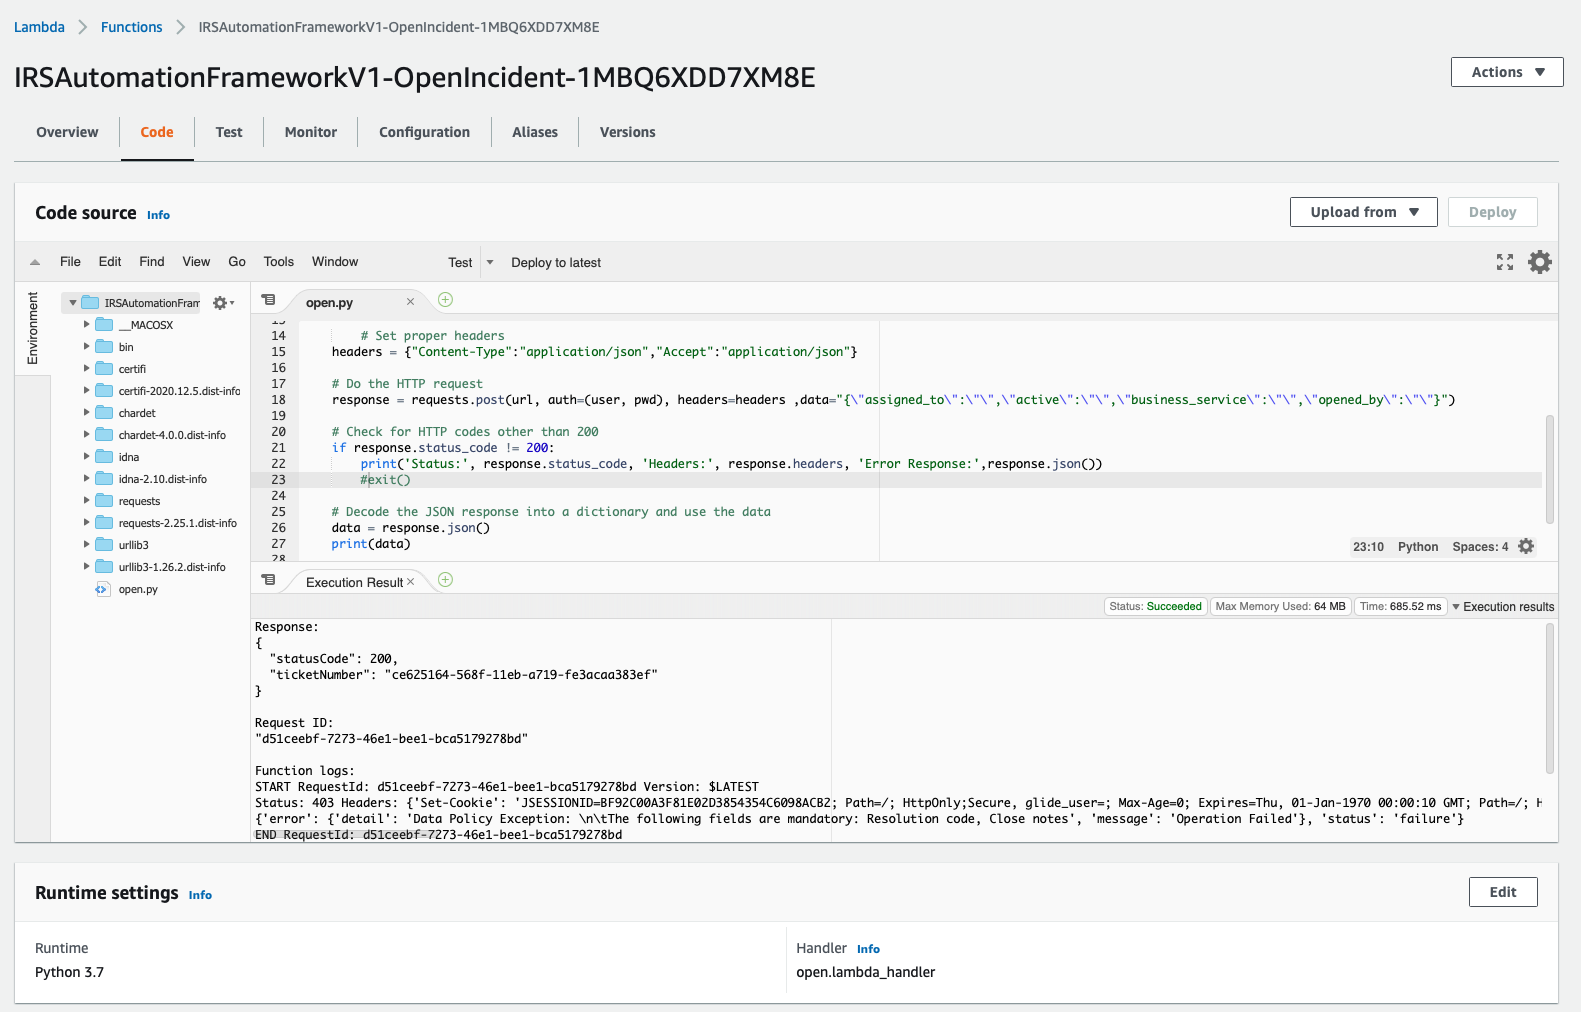 Lambda Functions IRSAutomationFrameworkV1-OpenIncident-1MBQ6XDD7XM8E
IRSAutomationFrameworkV1-OpenIncident-1MBQ6XDD7XM8E
Actions
Overview Code Test Monitor Configuration Aliases Versions
Code source Info
Upload from Deploy
File Edit Find View Go Tools Window Test Deploy to latest
Environment
IRSAutomationFram
__MACOSX
bin
certifi
certifi-2020.12.5.dist-info
chardet
chardet-4.0.0.dist-info
idna
idna-2.10.dist-info
requests
requests-2.25.1.dist-info
urllib3
urllib3-1.26.2.dist-info
open.py
open.py
14 # Set proper headers
15 headers = {"Content-Type":"application/json","Accept":"application/json"}
16
17 # Do the HTTP request
18 response = requests.post(url, auth=(user, pwd), headers=headers ,data="{\"assigned_to\":\"\",\"active\":\"\",\"business_service\":\"\",\"opened_by\":\"\"}")
19
20 # Check for HTTP codes other than 200
21 if response.status_code != 200:
22 print('Status:', response.status_code, 'Headers:', response.headers, 'Error Response:',response.json())
23 #exit()
24
25 # Decode the JSON response into a dictionary and use the data
26 data = response.json()
27 print(data)
28
23:10 Python Spaces: 4
Execution Result
Status: Succeeded Max Memory Used: 64 MB Time: 685.52 ms Execution results
Response:
{
"statusCode": 200,
"ticketNumber": "ce625164-568f-11eb-a719-fe3acaa383ef"
}
Request ID:
"d51ceebf-7273-46e1-bee1-bca5179278bd"
Function logs:
START RequestId: d51ceebf-7273-46e1-bee1-bca5179278bd Version: $LATEST
Status: 403 Headers: {'Set-Cookie': 'JSESSIONID=BF92C00A3F81E02D3854354C6098ACB2; Path=/; HttpOnly;Secure, glide_user=; Max-Age=0; Expires=Thu, 01-Jan-1970 00:00:10 GMT; Path=/; H
{'error': {'detail': 'Data Policy Exception: \n\tThe following fields are mandatory: Resolution code, Close notes', 'message': 'Operation Failed'}, 'status': 'failure'}
END RequestId: d51ceebf-7273-46e1-bee1-bca5179278bd
Runtime settings Info
Edit
Runtime
Python 3.7
Handler Info
open.lambda_handler